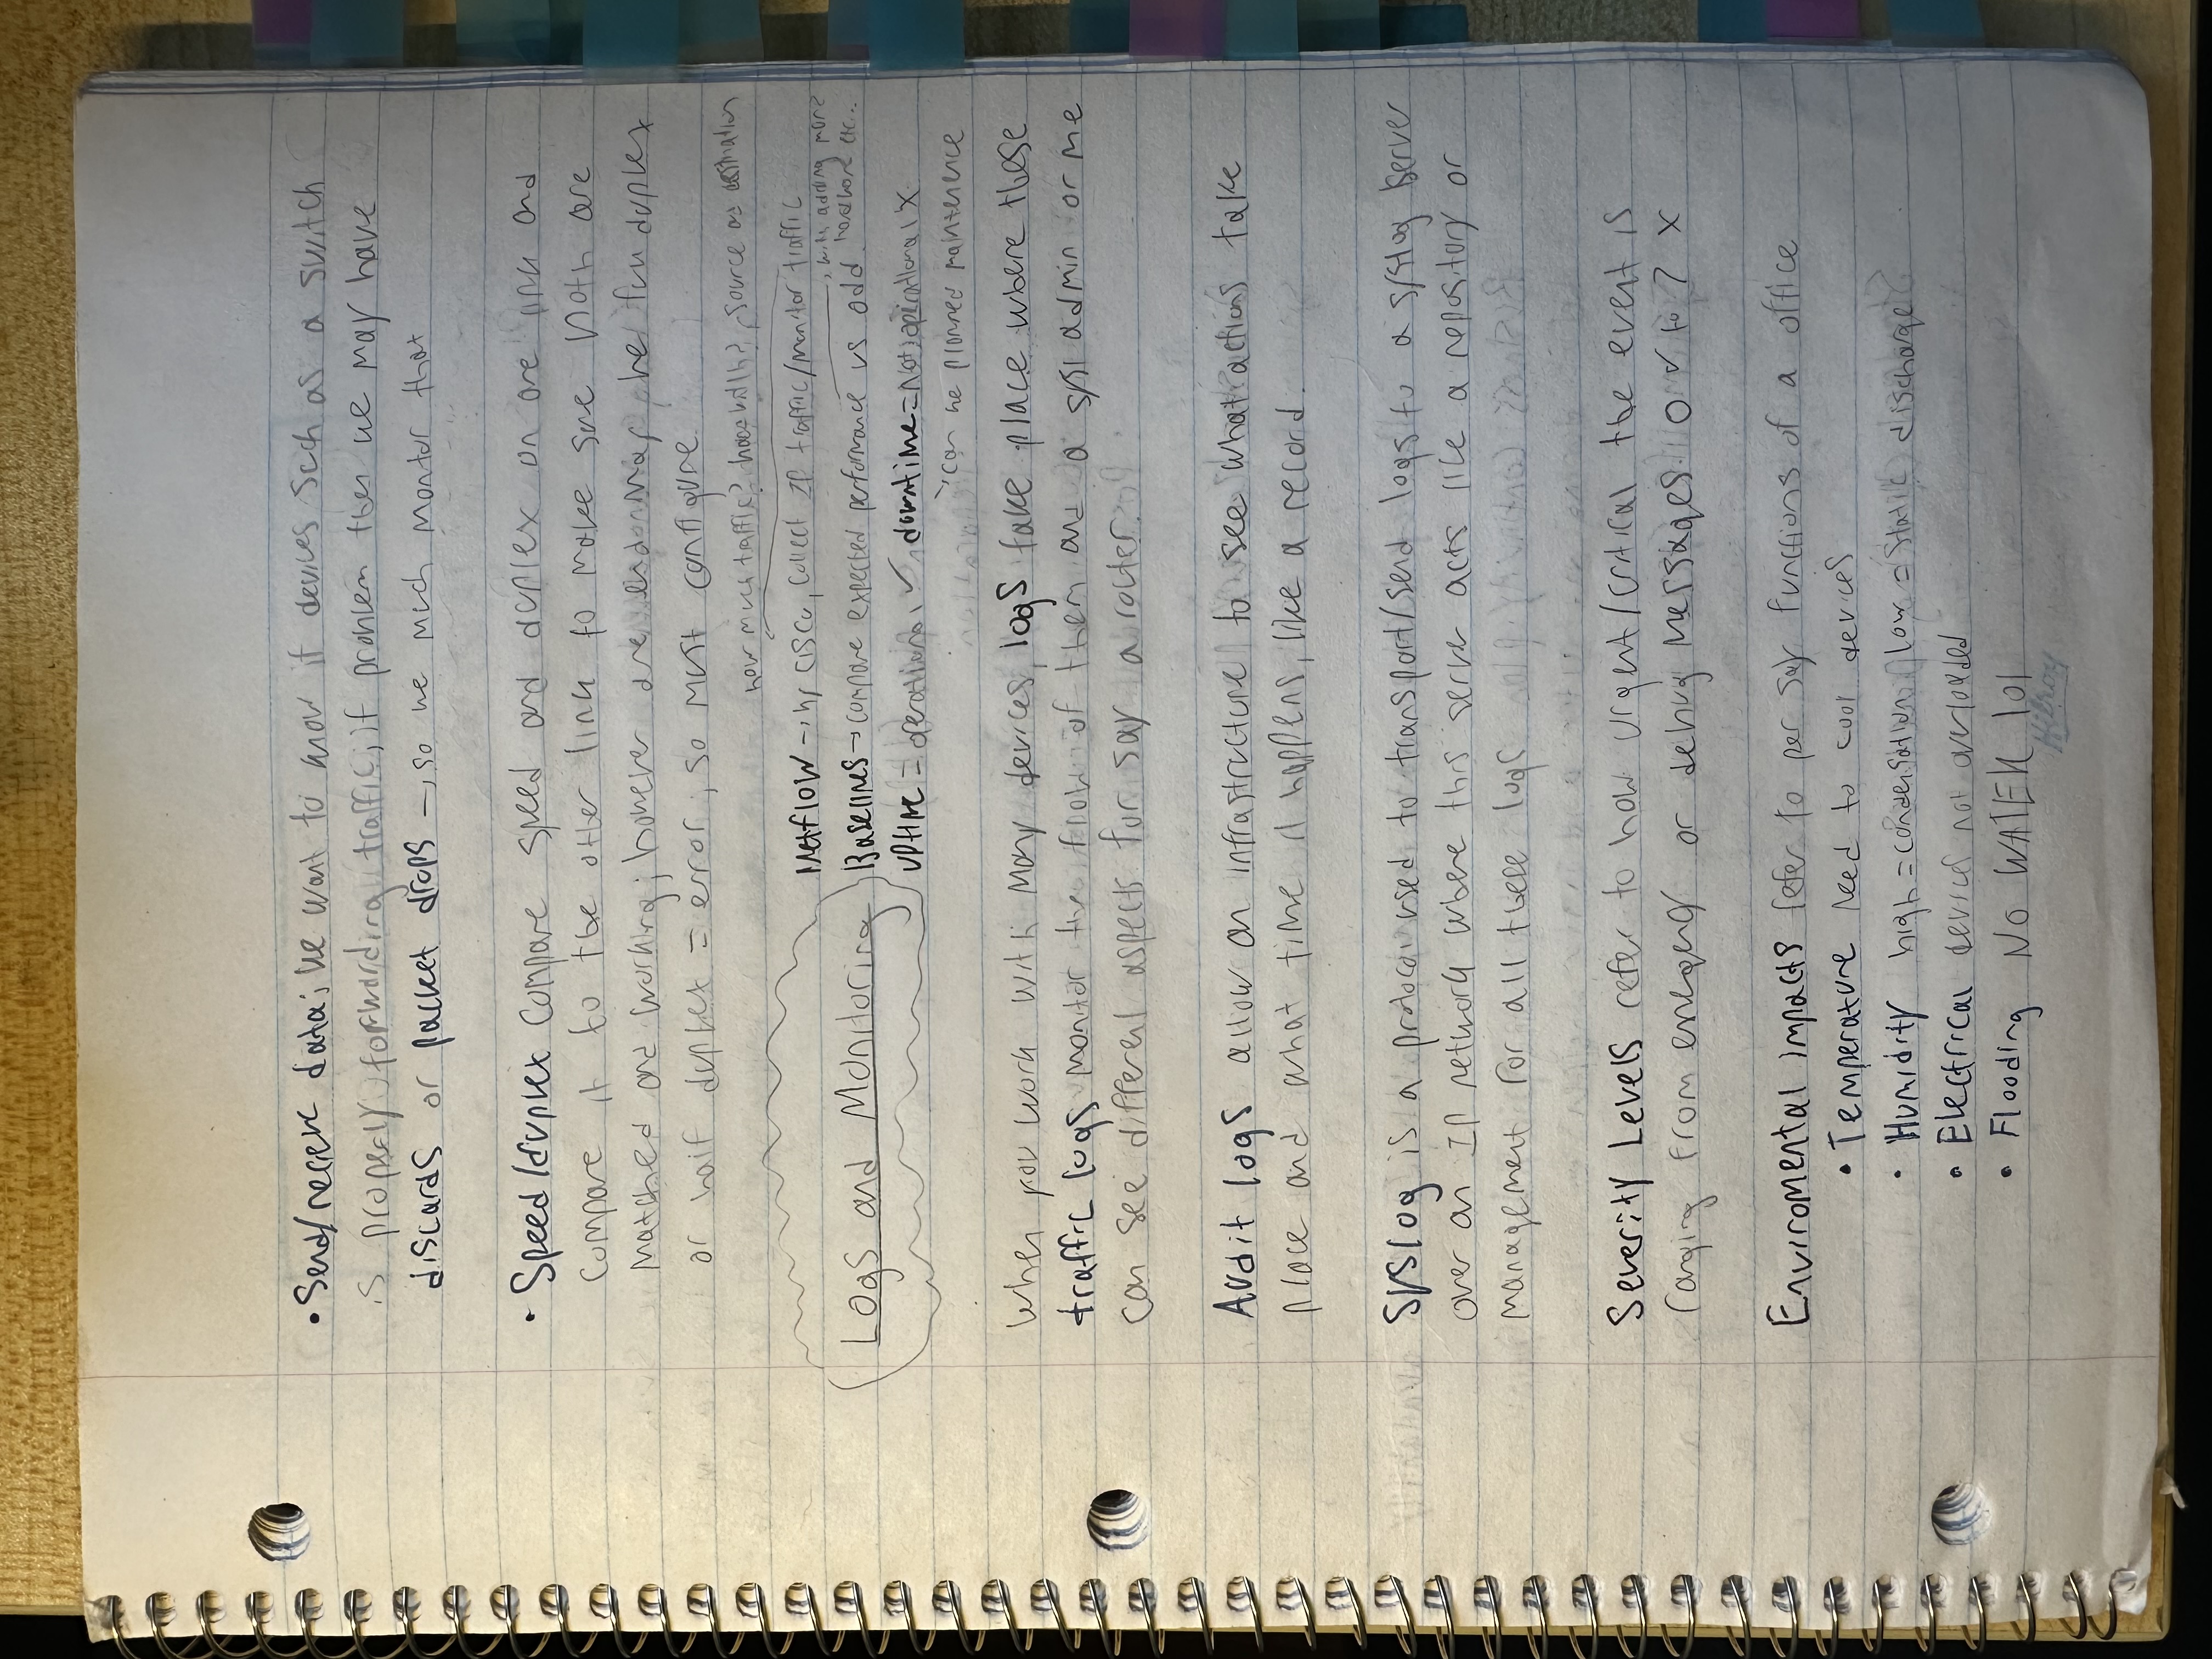 • Send/recieve data; we want to know if devices such as a switch
is properly forwarding traffic; if problem then we may have
discards or packet drops → so we much monitor that
• Speed/duplex compare speed and duplex on one link and
compare it to the other link to make sure both are
matched and working; however one end may be full duplex
or half duplex = error; so must configure
how much traffic? bandwidth? source and destination
Netflow → by cisco, collect IP traffic/monitor traffic
with adding more
Logs and Monitoring
Baselines → compare expected performance vs odd. hardware etc...
uptime = operational ✓ downtime = not opirational X
can be planned maintenence
When you work with many devices, logs take place where these
traffic logs monitor the flow of them and a sys admin or me
can see different aspects for say a router.
Audit logs allow an infrastructure to see what actions take
place and what time it happens, like a record.
Syslog is a protocol used to transport/send logs to a syslog server
over an IP network where this server acts like a repository or
management for all these logs
Severity Levels refer to how urgent/critical the event is
ranging from emergency or debug messages. 0 ✓ to 7 X
Enviromental impacts refer to per say functions of a office
• Temperature need to cool devices
• Humidity high = condensation low = static discharge
• Electrical devices not overloaded
• Flooding NO WATER lol
Hilroy